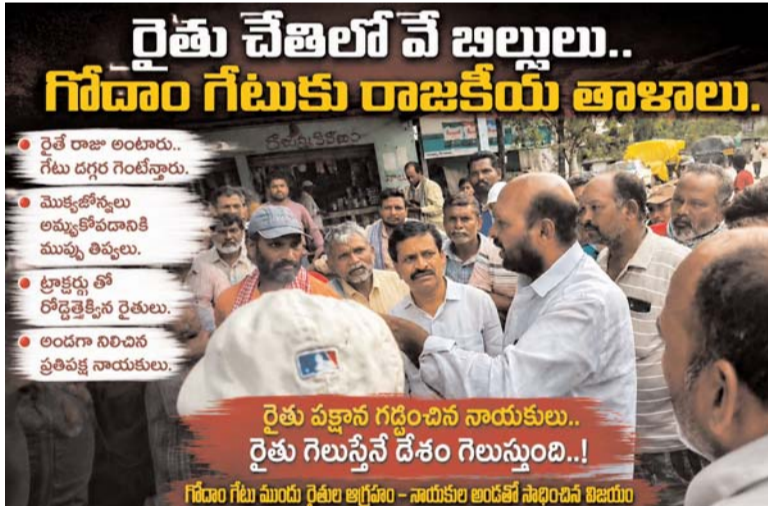 రైతు చేతిలో వే బిల్లులు..
గోదాం గేటుకు రాజకీయ తాళాలు.
రైతే రాజు అంటారు..
గేటు దగ్గర గెంటేన్తారు.
మొక్కజోన్నలు
అమ్మకోవడానికి
ముప్పు తిప్పలు.
ట్రాక్టర్లు తో
రోడ్డెత్తెక్కిన రైతులు.
అండగా నిలిచిన
ప్రతిపక్ష నాయకులు.
రైతు పక్షాన గడ్డించిన నాయకులు..
రైతు గెలుస్తేనే దేశం గెలుస్తుంది..!
గోదాం గేటు ముందు రైతుల ఆగ్రహం – నాయకుల అండతో సాధించిన విజయం